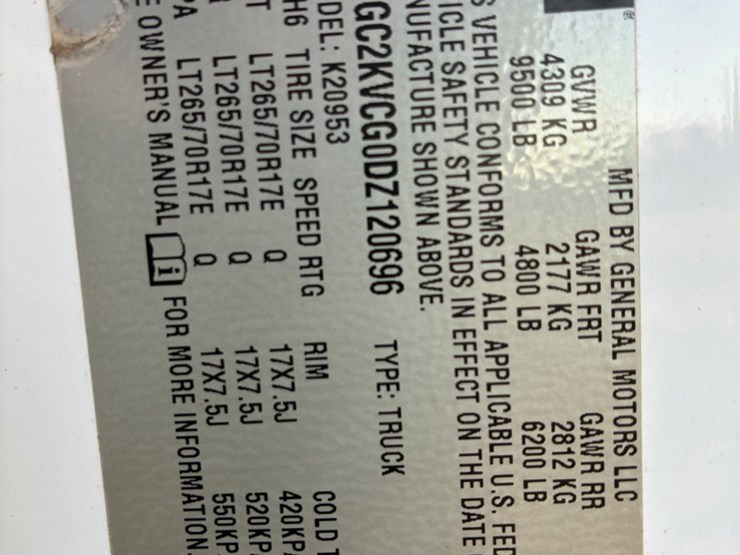 MFD BY GENERAL MOTORS LLC
GVWR GAWR FRT GAWR RR
4309 KG 2177 KG 2812 KG
9500 LB 4800 LB 6200 LB
S VEHICLE CONFORMS TO ALL APPLICABLE U.S. FED
ICLE SAFETY STANDARDS IN EFFECT ON THE DATE
NUFACTURE SHOWN ABOVE.
GC2KVCG0DZ120696 TYPE: TRUCK
DEL: K20953
H6 TIRE SIZE SPEED RTG RIM COLD T
T LT265/70R17E Q 17X7.5J 420KP
LT265/70R17E Q 17X7.5J 520KP
PA LT265/70R17E Q 17X7.5J 550KP
E OWNER'S MANUAL i FOR MORE INFORMATION.